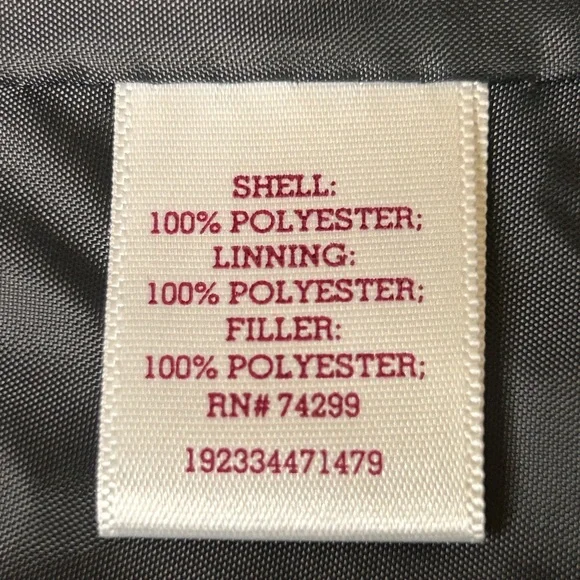 SHELL:
100% POLYESTER;
LINNING:
100% POLYESTER;
FILLER:
100% POLYESTER;
RN# 74299
192334471479